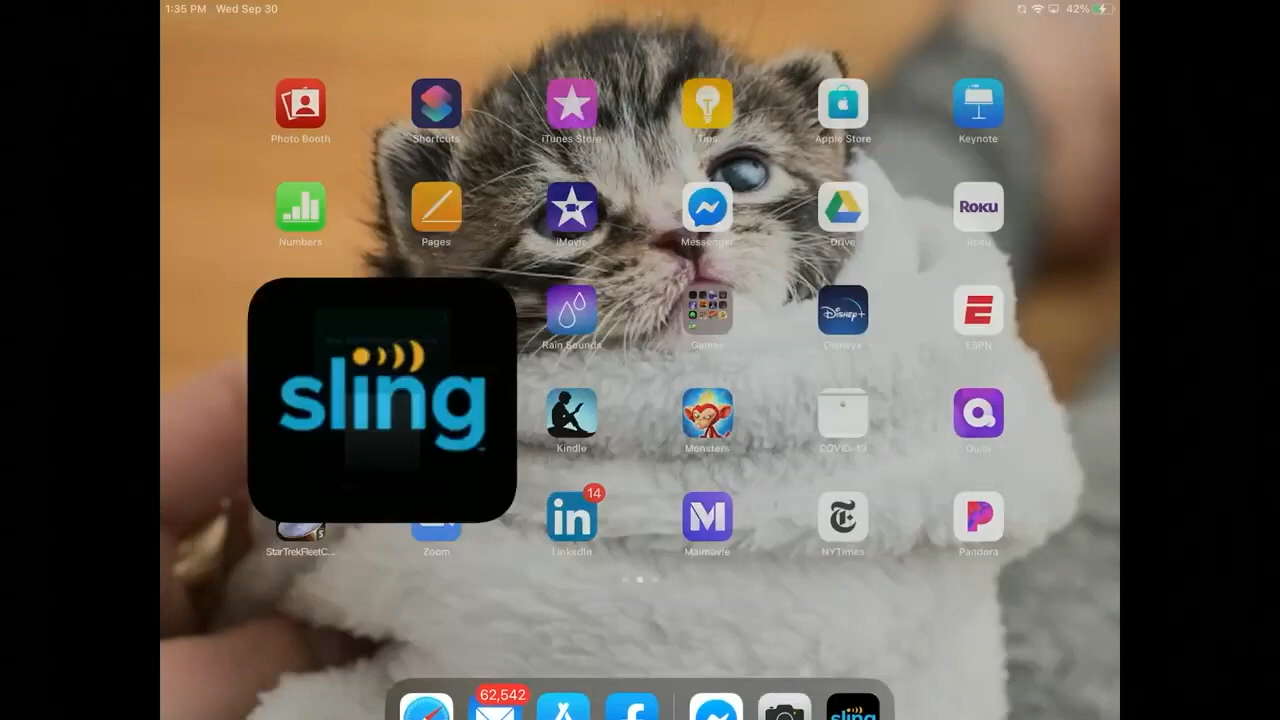 1:35 PM Wed Sep 30
42%
Photo Booth
Shortcuts
iTunes Store
Tips
Apple Store
Keynote
Numbers
Pages
iMovie
Messenger
Drive
ROKU
Roku
Rain Sounds
Games
Disney+
Disney+
ESPN
sling
Kindle
Monsters
COVID-19
Qumi
14
in
M
StarTrekFleetC...
Zoom
LinkedIn
Maimovie
NYTimes
Pandora
62,542
sling